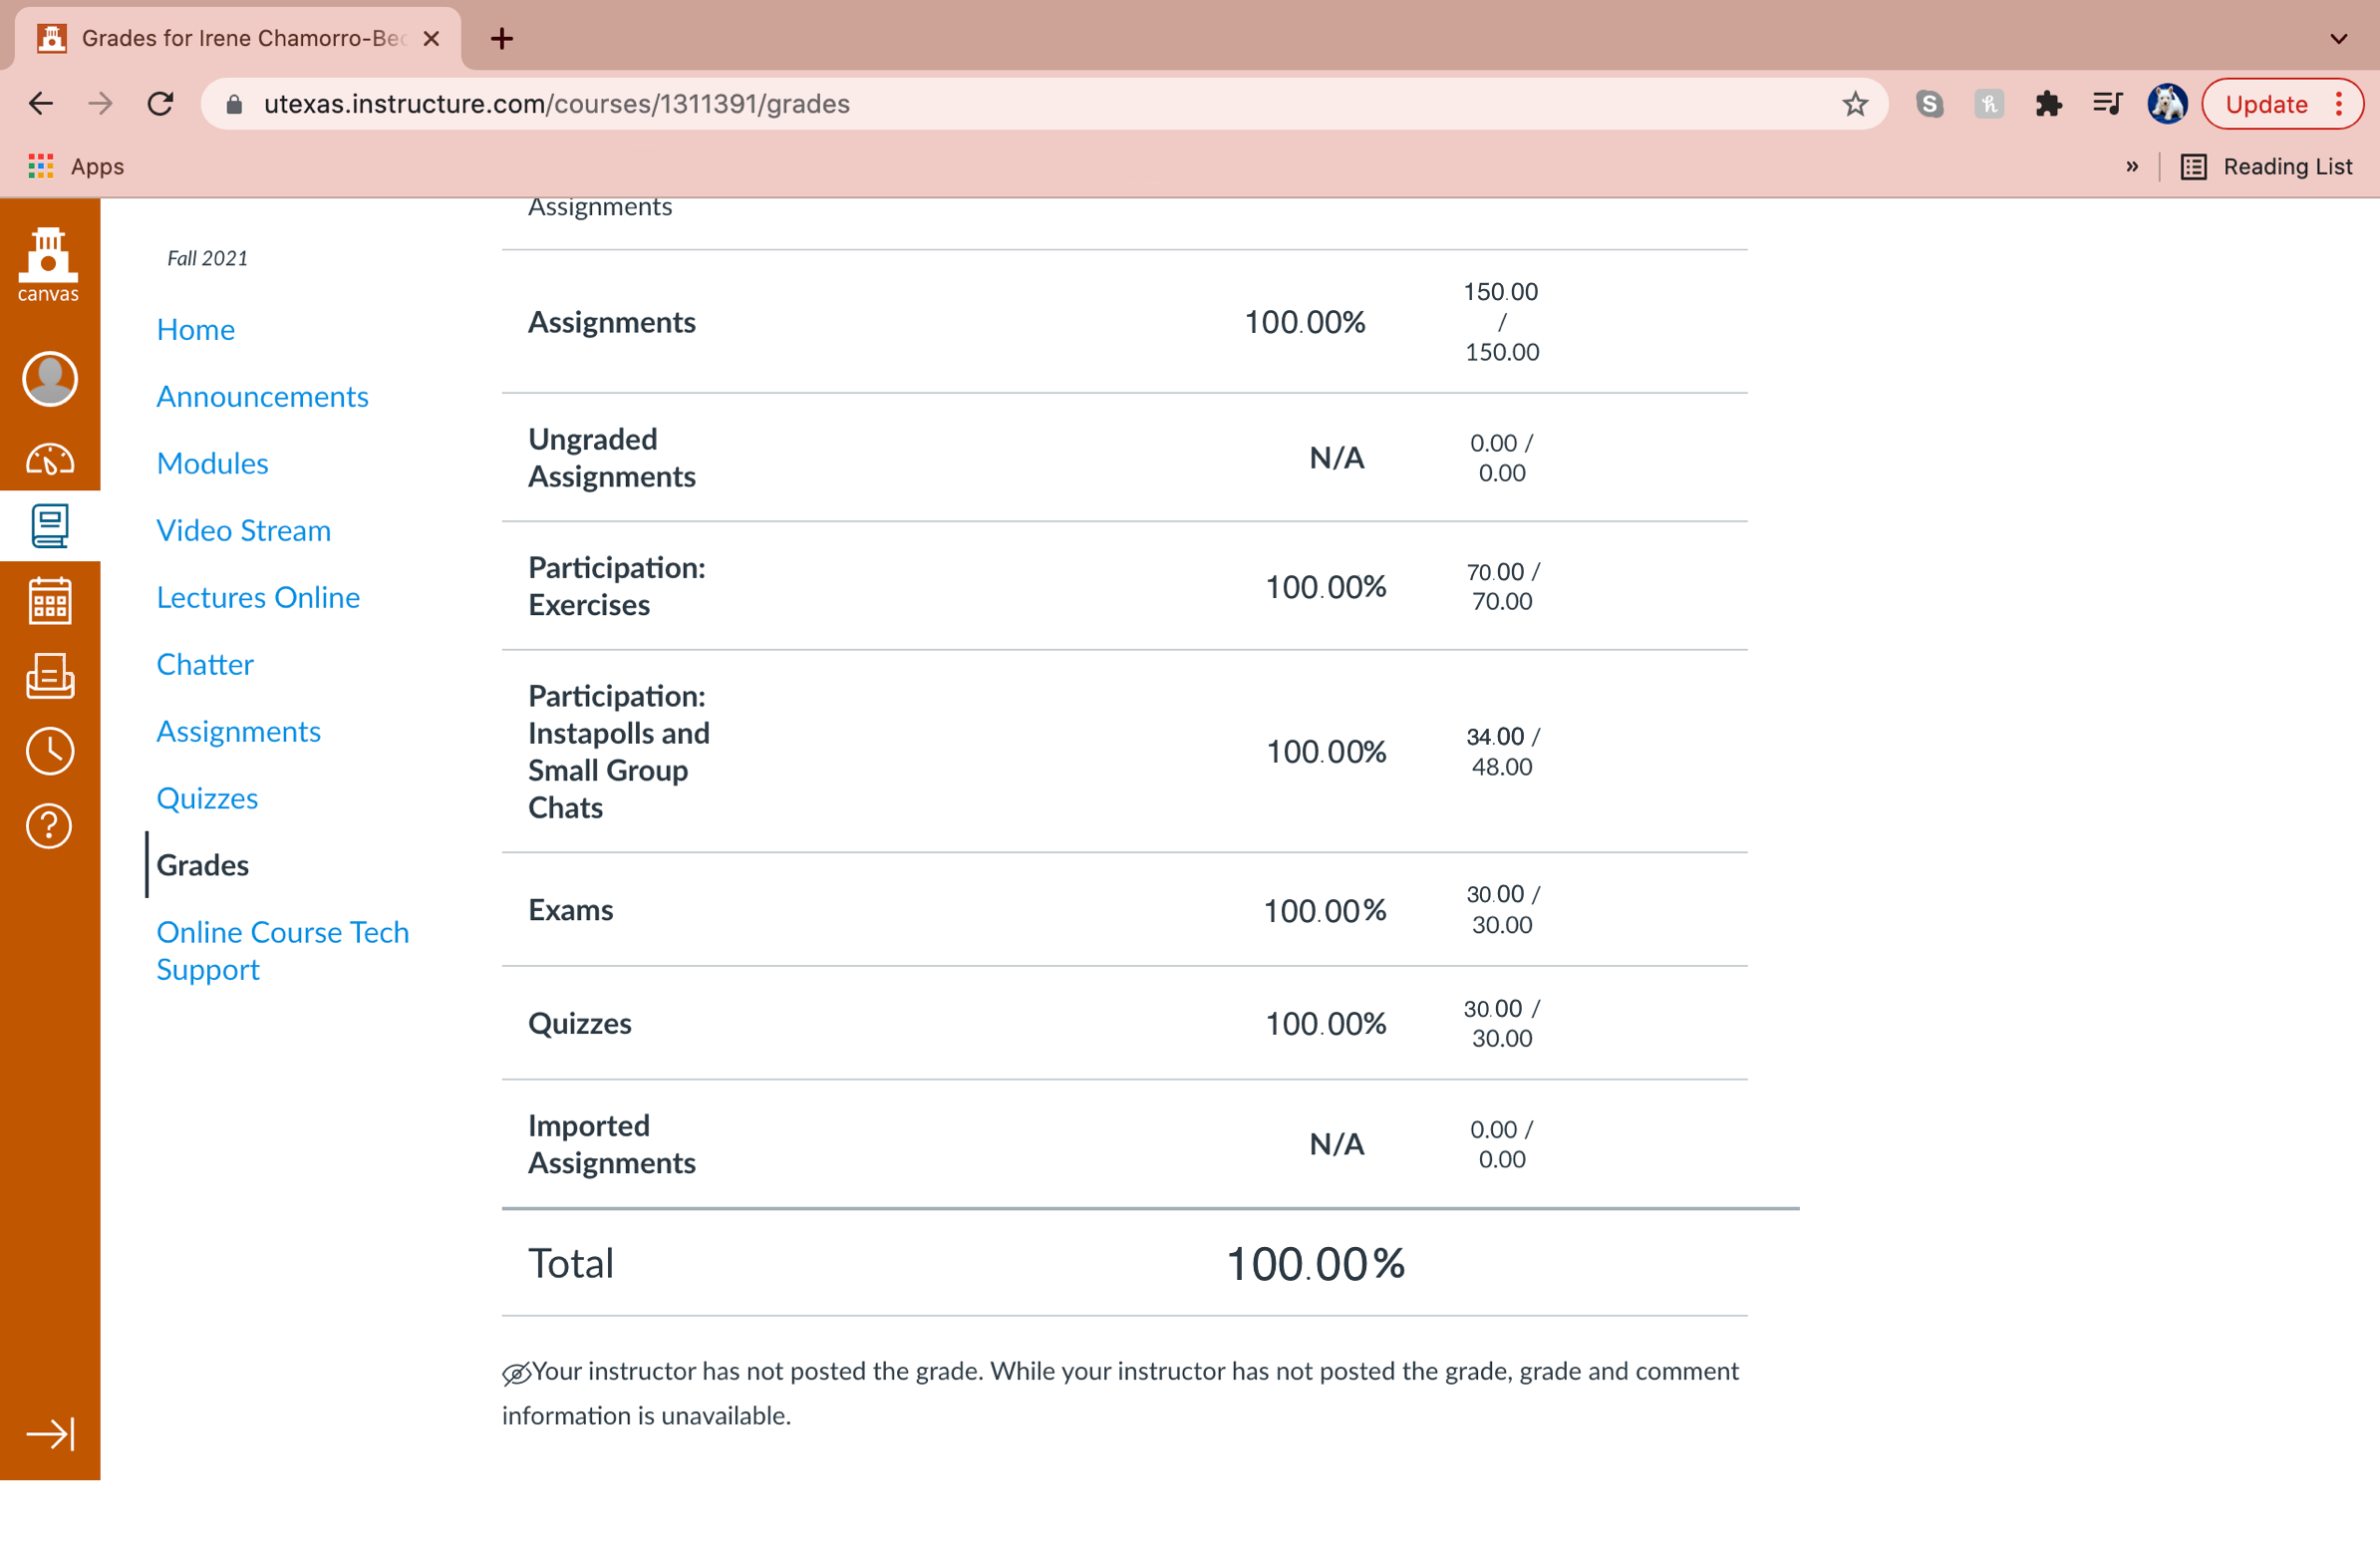 Grades for Irene Chamorro-Bec
utexas.instructure.com/courses/1311391/grades
Update
Apps
»
Reading List
canvas
Fall 2021
Home
Announcements
Modules
Video Stream
Lectures Online
Chatter
Assignments
Quizzes
Grades
Online Course Tech
Support
Assignments
Assignments
100.00%
150.00
/
150.00
Ungraded
Assignments
N/A
0.00 /
0.00
Participation:
Exercises
100.00%
70.00 /
70.00
Participation:
Instapolls and
Small Group
Chats
100.00%
34.00 /
48.00
Exams
100.00%
30.00 /
30.00
Quizzes
100.00%
30.00 /
30.00
Imported
Assignments
N/A
0.00 /
0.00
Total
100.00%
Your instructor has not posted the grade. While your instructor has not posted the grade, grade and comment
information is unavailable.